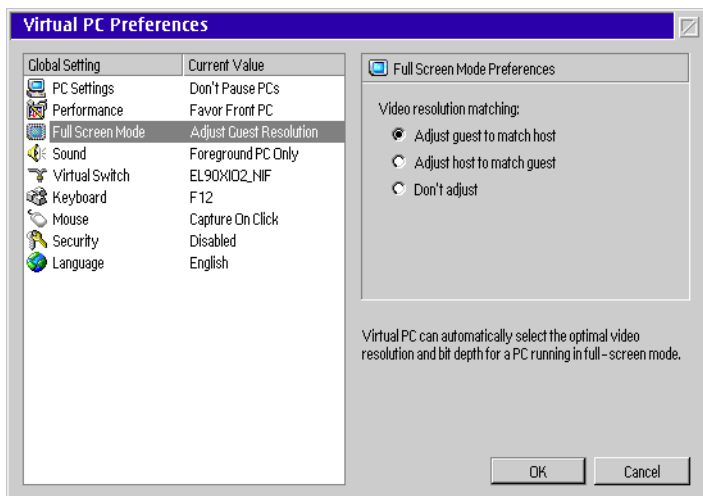 Virtual PC Preferences
Global Setting Current Value
PC Settings Don't Pause PCs
Performance Favor Front PC
Full Screen Mode Adjust Guest Resolution
Sound Foreground PC Only
Virtual Switch EL90XIO2_NIF
Keyboard F12
Mouse Capture On Click
Security Disabled
Language English
Full Screen Mode Preferences
Video resolution matching:
Adjust guest to match host
Adjust host to match guest
Don't adjust
Virtual PC can automatically select the optimal video
resolution and bit depth for a PC running in full-screen mode.
OK Cancel